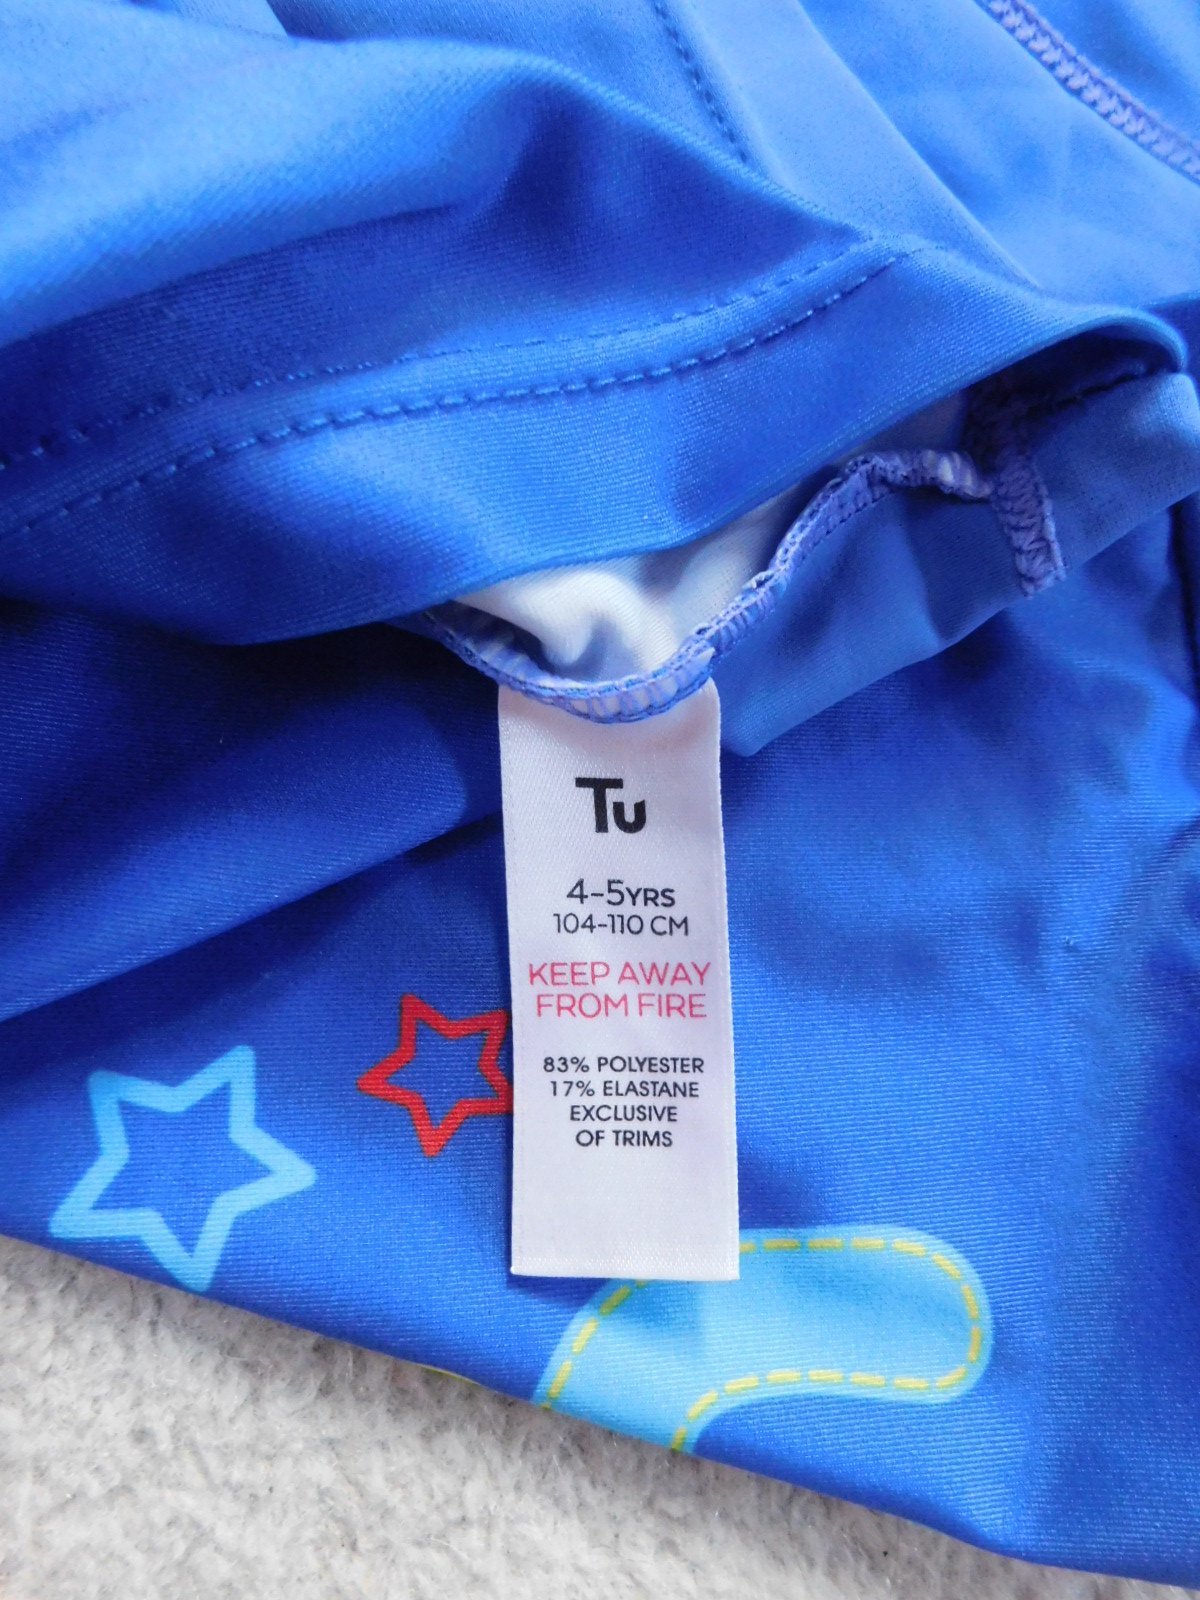 Tu
4-5YRS
104-110 CM
KEEP AWAY
FROM FIRE
83% POLYESTER
17% ELASTANE
EXCLUSIVE
OF TRIMS